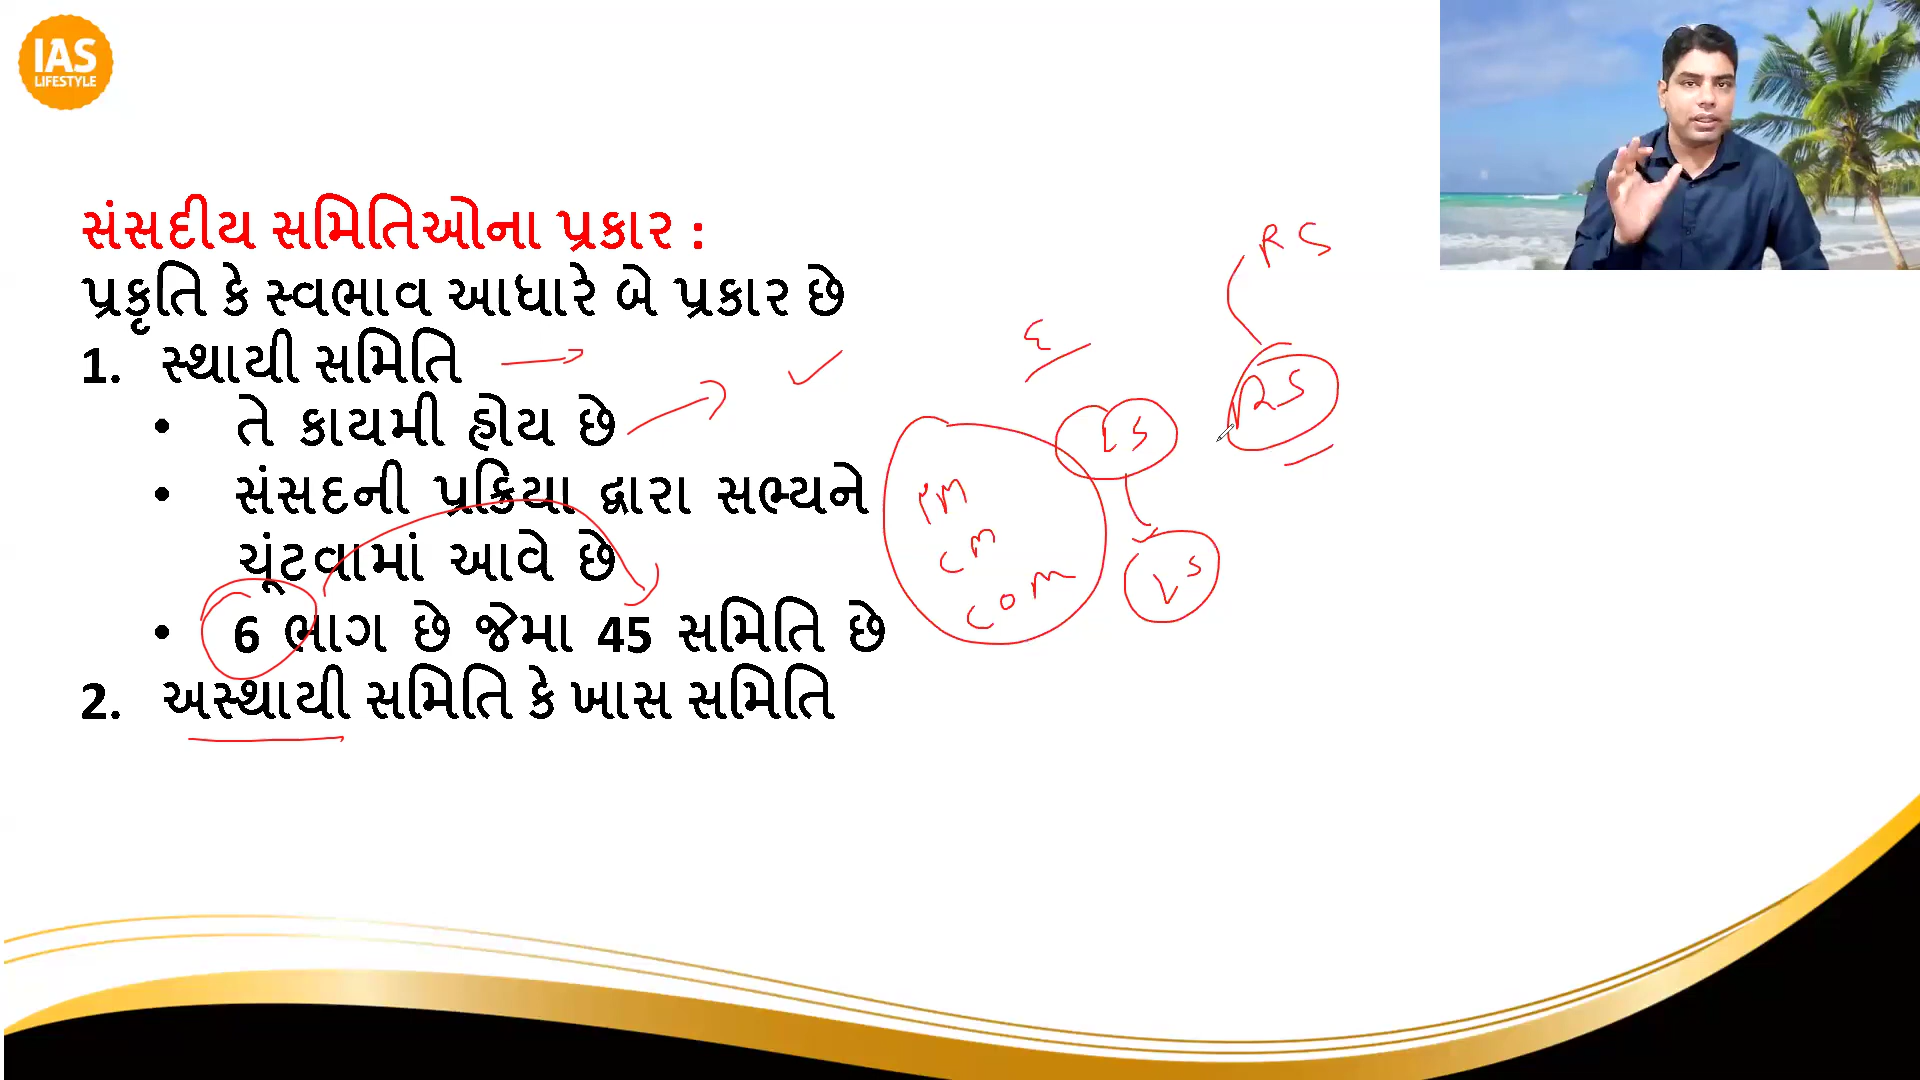 IAS
LIFESTYLE
સંસદીય સમિતિઓના પ્રકાર :
પ્રકૃતિ કે સ્વભાવ આધારે બે પ્રકાર છે
1. સ્થાયી સમિતિ
• તે કાયમી હોય છે
• સંસદની પ્રક્રિયા દ્વારા સભ્યને
ચૂંટવામાં આવે છે
• 6 ભાગ છે જેમા 45 સમિતિ છે
2. અસ્થાયી સમિતિ કે ખાસ સમિતિ
RS
RS
LS
PM
CM
COM
LS